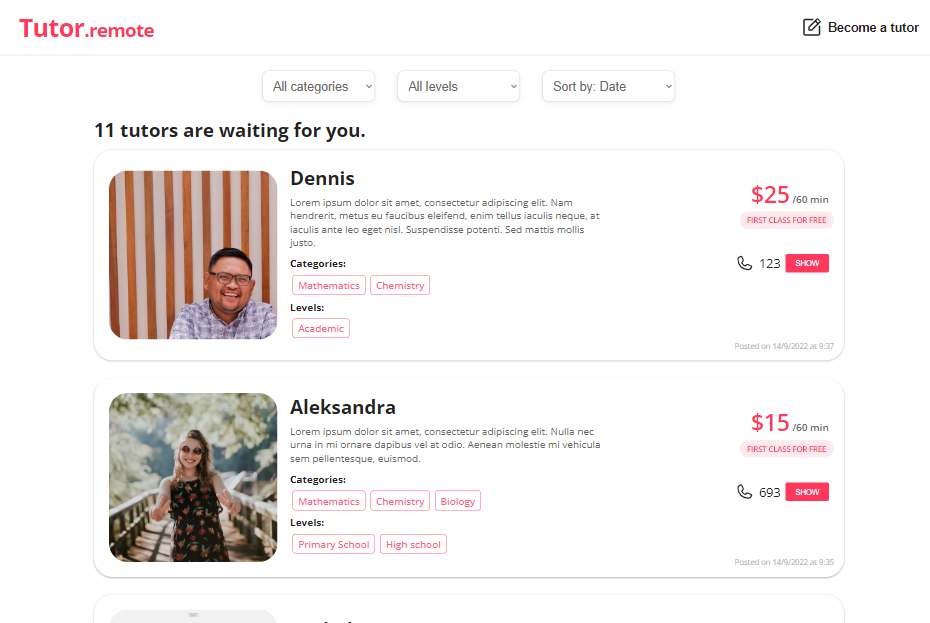 Tutor.remote
Become a tutor
All categories
All levels
Sort by: Date
11 tutors are waiting for you.
Dennis
Lorem ipsum dolor sit amet, consectetur adipiscing elit. Nam
hendrerit, metus eu faucibus eleifend, enim tellus iaculis neque, at
iaculis ante leo eget nisl. Suspendisse potenti. Sed mattis mollis
justo.
Categories:
Mathematics
Chemistry
Levels:
Academic
$25 /60 min
FIRST CLASS FOR FREE
123
SHOW
Posted on 14/9/2022 at 9:37
Aleksandra
Lorem ipsum dolor sit amet, consectetur adipiscing elit. Nulla nec
urna in mi ornare dapibus vel at odio. Aenean molestie mi vehicula
sem pellentesque, euismod.
Categories:
Mathematics
Chemistry
Biology
Levels:
Primary School
High school
$15 /60 min
FIRST CLASS FOR FREE
693
SHOW
Posted on 14/9/2022 at 9:35